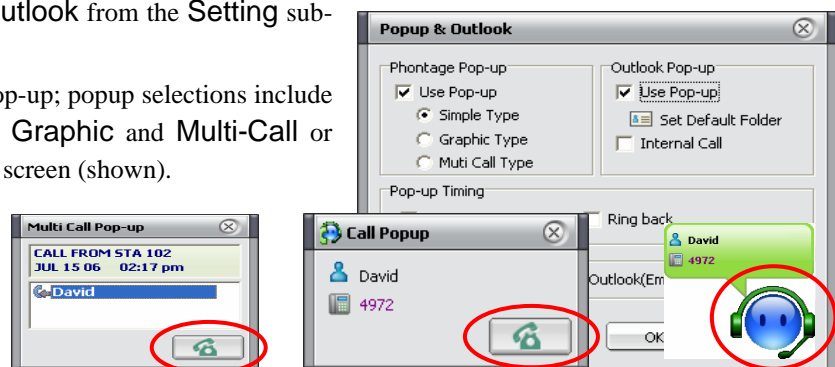 utlook from the Setting sub-
op-up; popup selections include
Graphic and Multi-Call or
screen (shown).
Popup & Outlook
Phontage Pop-up
Use Pop-up
Simple Type
Graphic Type
Muti Call Type
Outlook Pop-up
Use Pop-up
Set Default Folder
Internal Call
Pop-up Timing
Ring back
Outlook(Em
OK
Multi Call Pop-up
CALL FROM STA 102
JUL 15 06 02:17 pm
David
Call Popup
David
4972
David
4972